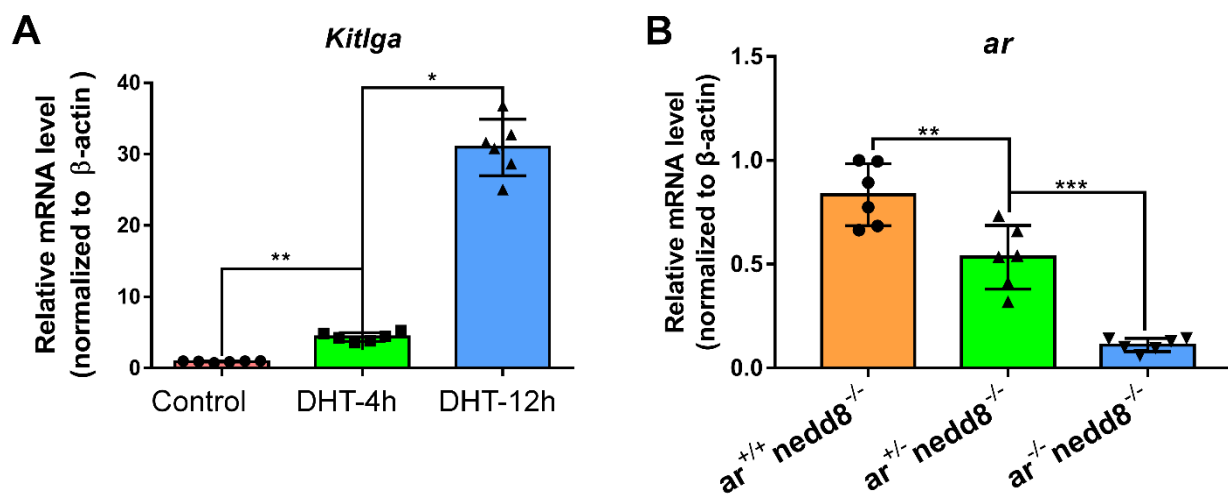 A
Kitlga
Relative mRNA level
(normalized to β-actin )
40
30
20
10
0
**
*
Control DHT-4h DHT-12h
B
ar
Relative mRNA level
(normalized to β-actin)
1.5
1.0
0.5
0.0
**
***
ar+/+ nedd8-/-
ar+/- nedd8-/-
ar-/- nedd8-/-